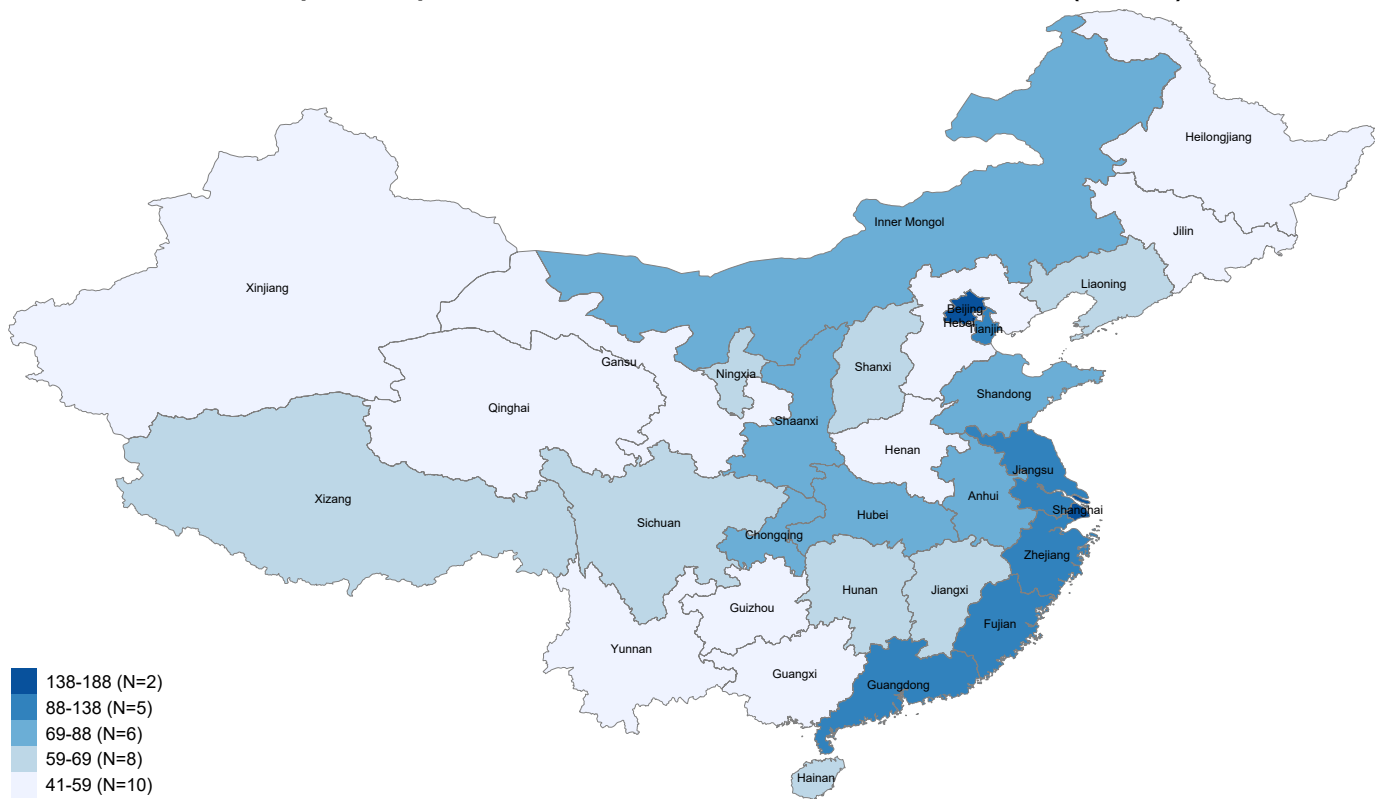 Heilongjiang
Inner Mongol
Jilin
Xinjiang
Liaoning
Beijing
Hebei
Tianjin
Gansu
Ningxia
Shanxi
Shandong
Qinghai
Shaanxi
Henan
Jiangsu
Xizang
Anhui
Shanghai
Sichuan
Hubei
Chongqing
Zhejiang
Hunan
Jiangxi
Guizhou
Fujian
Yunnan
Guangxi
Guangdong
138-188 (N=2)
88-138 (N=5)
69-88 (N=6)
59-69 (N=8)
41-59 (N=10)
Hainan